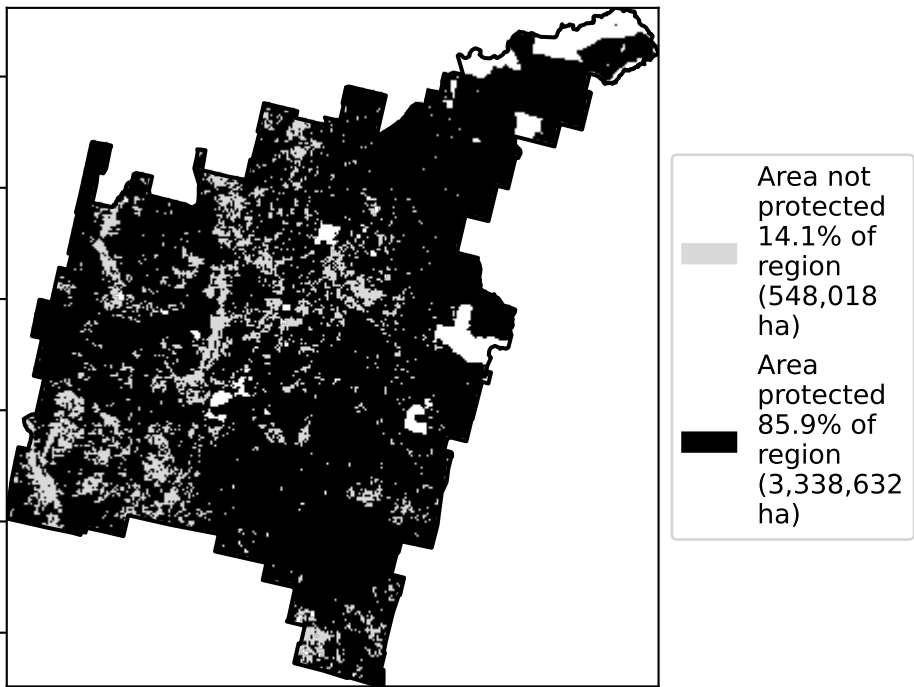 Area not
protected
14.1% of
region
(548,018
ha)
Area
protected
85.9% of
region
(3,338,632
ha)